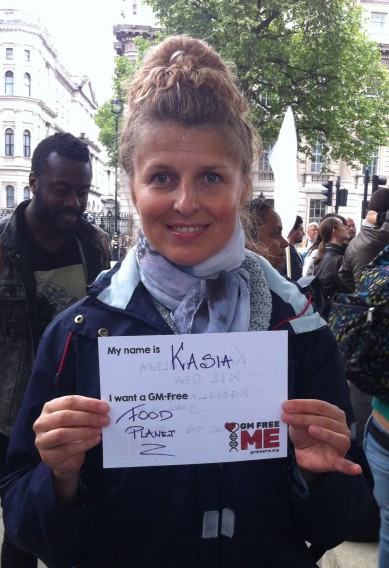 My name is KASIA
I want a GM-Free
FOOD
PLANET
GM FREE
ME
gmfreeme.org